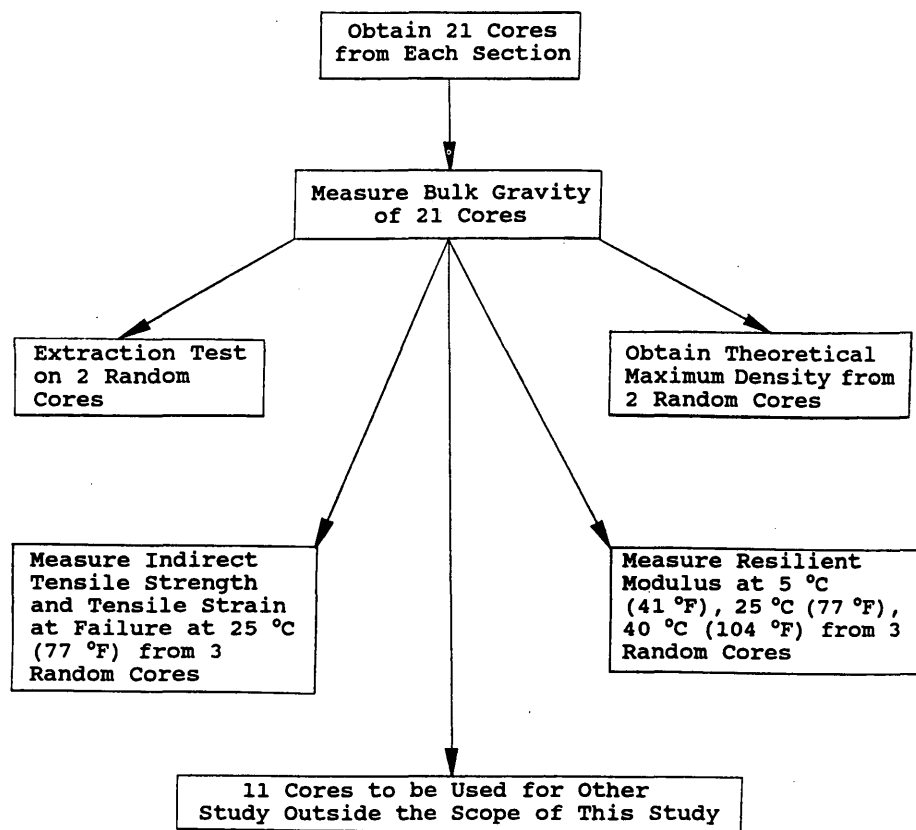 Obtain 21 Cores
from Each Section
Measure Bulk Gravity
of 21 Cores
Extraction Test
on 2 Random
Cores
Obtain Theoretical
Maximum Density from
2 Random Cores
Measure Indirect
Tensile Strength
and Tensile Strain
at Failure at 25 °C
(77 °F) from 3
Random Cores
Measure Resilient
Modulus at 5 °C
(41 °F), 25 °C (77 °F),
40 °C (104 °F) from 3
Random Cores
11 Cores to be Used for Other
Study Outside the Scope of This Study